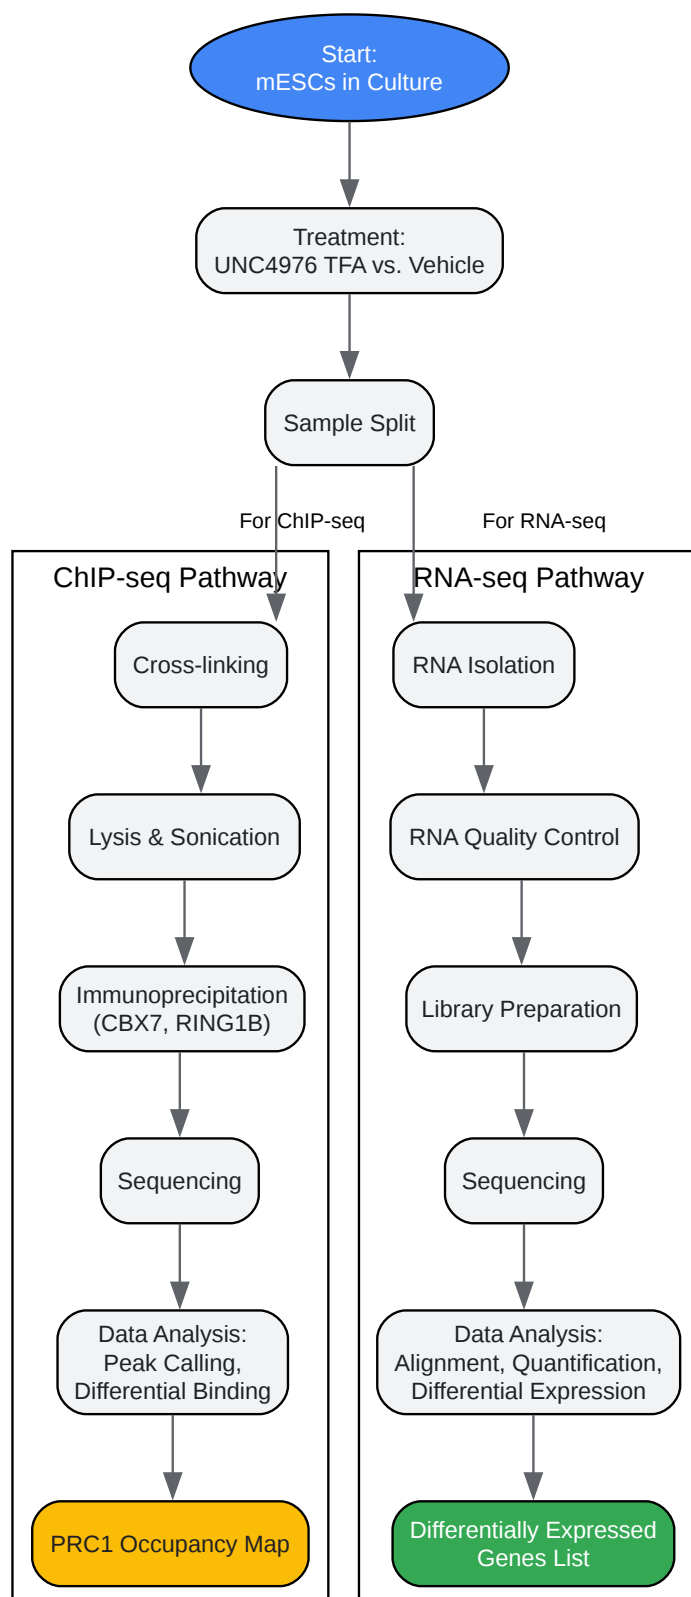 Start:
mESCs in Culture
Treatment:
UNC4976 TFA vs. Vehicle
Sample Split
For ChIP-seq
For RNA-seq
ChIP-seq Pathway
Cross-linking
Lysis & Sonication
Immunoprecipitation
(CBX7, RING1B)
Sequencing
Data Analysis:
Peak Calling,
Differential Binding
PRC1 Occupancy Map
RNA-seq Pathway
RNA Isolation
RNA Quality Control
Library Preparation
Sequencing
Data Analysis:
Alignment, Quantification,
Differential Expression
Differentially Expressed
Genes List